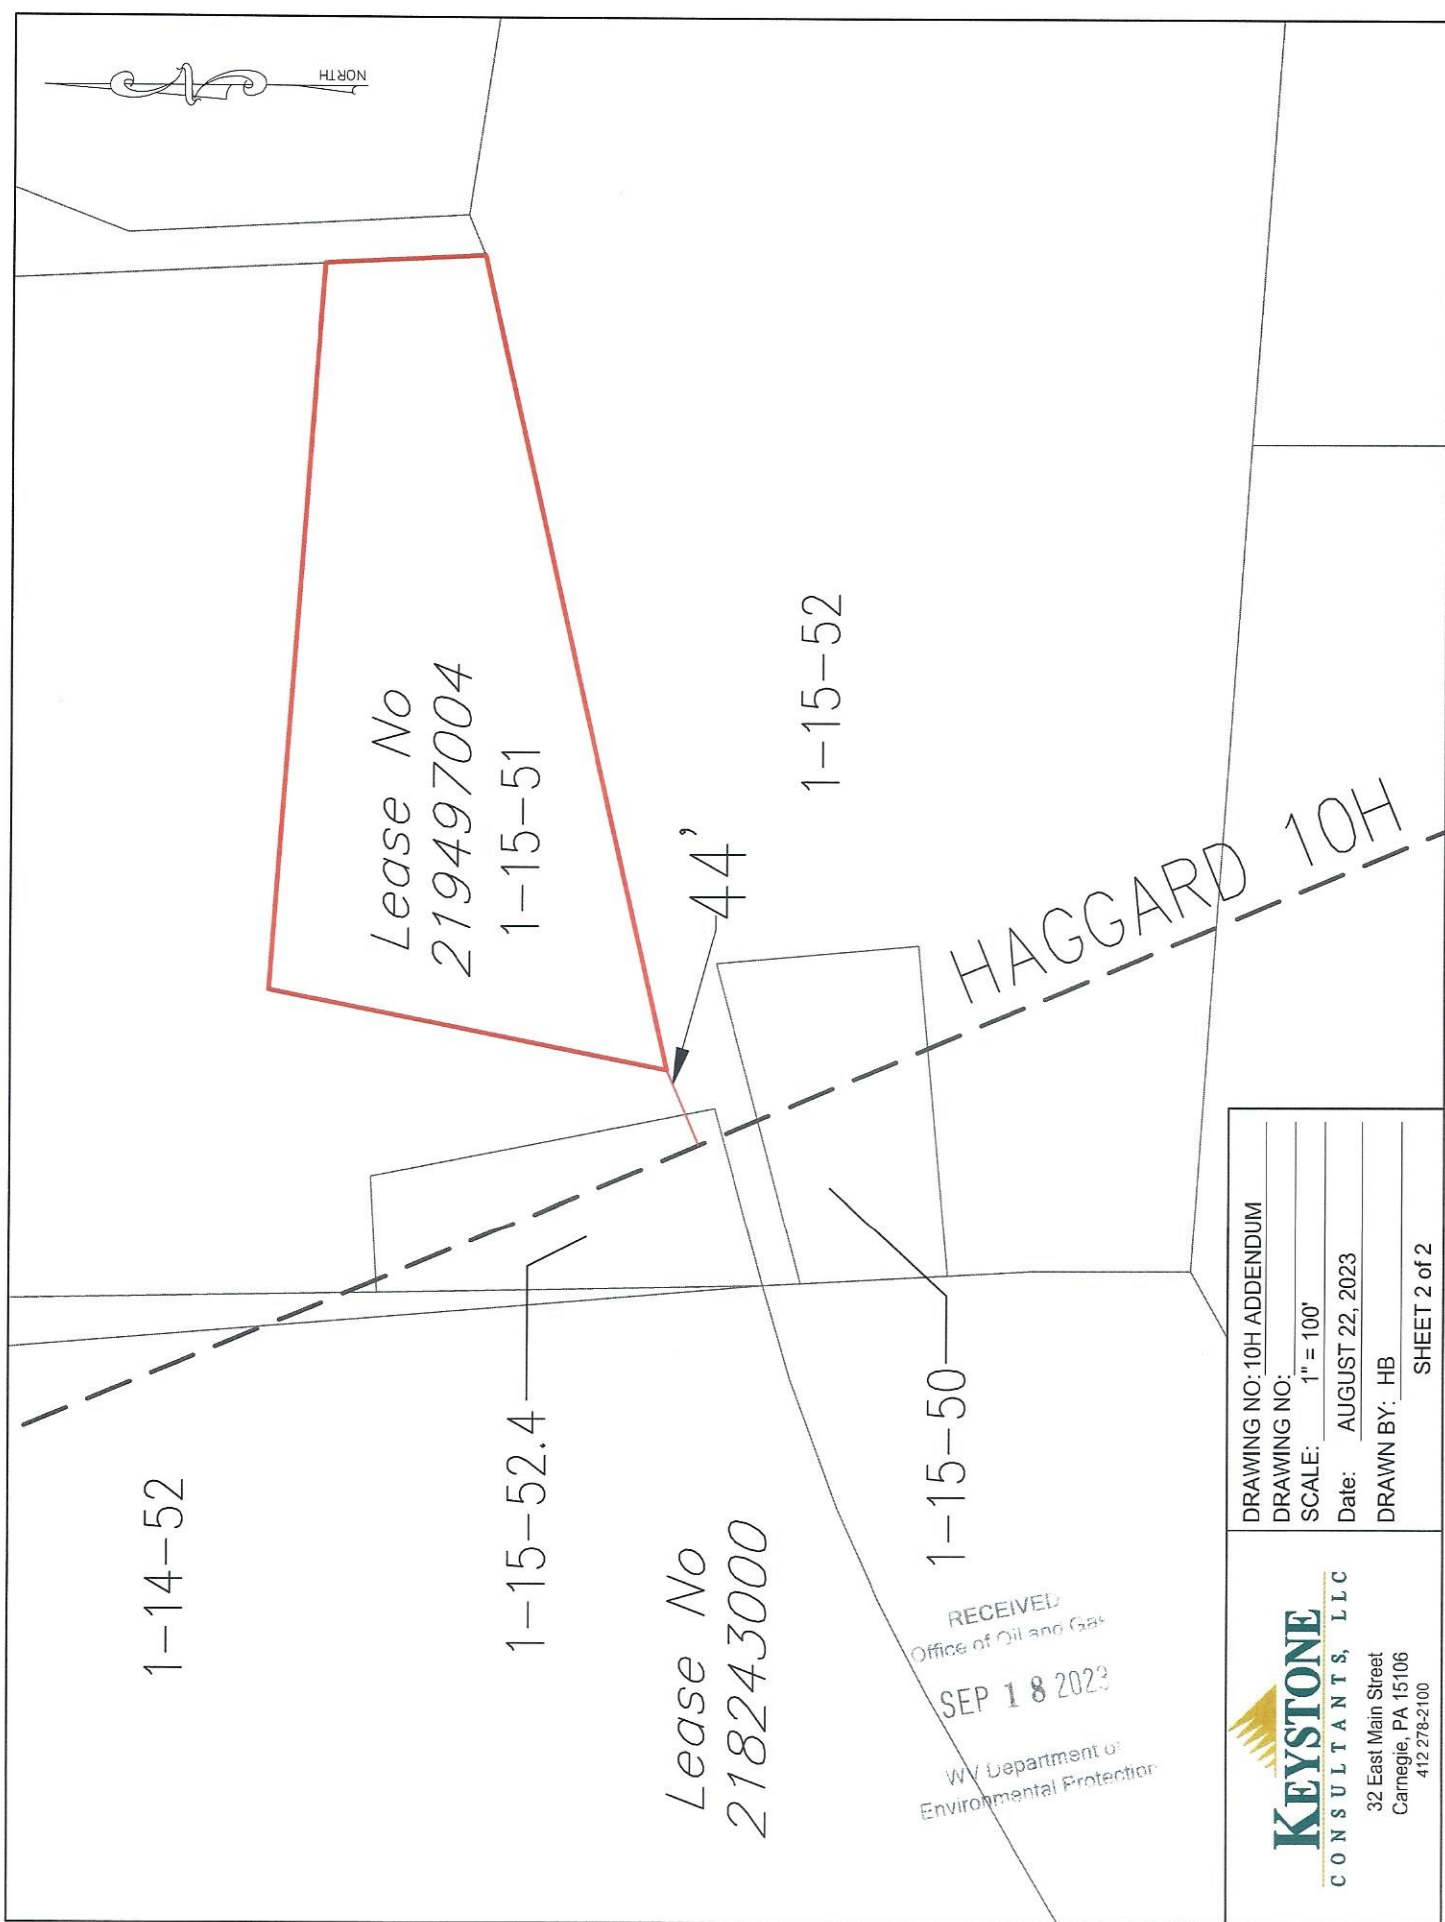 NORTH
Lease No
219497004
1-15-51
1-15-52
44'
HAGGARD 10H
1-14-52
1-15-52.4
Lease No
218243000
1-15-50
RECEIVED
Office of Oil and Gas
SEP 18 2023
WV Department of
Environmental Protection
KEYSTONE
CONSULTANTS, LLC
32 East Main Street
Carnegie, PA 15106
412 278-2100
DRAWING NO: 10H ADDENDUM
DRAWING NO:
SCALE: 1" = 100'
Date: AUGUST 22, 2023
DRAWN BY: HB
SHEET 2 of 2